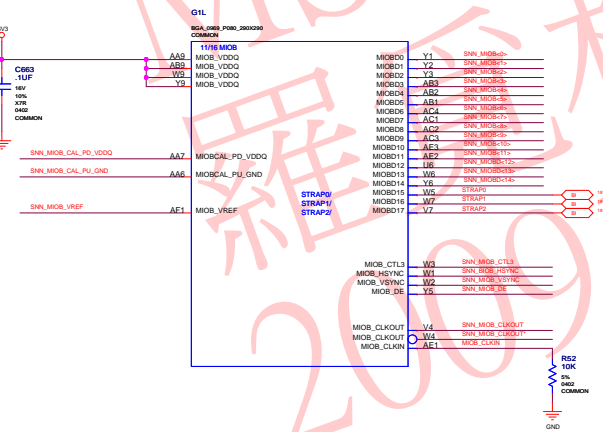 G1L
BGA_0969_P080_290X290
COMMON
11/16 MIOB
AA9 MIOB_VDDQ
AB9 MIOB_VDDQ
W9 MIOB_VDDQ
Y9 MIOB_VDDQ
C663
.1UF
16V
10%
X7R
0402
COMMON
SNN_MIOB_CAL_PD_VDDQ AA7 MIOBCAL_PD_VDDQ
SNN_MIOB_CAL_PU_GND AA6 MIOBCAL_PU_GND
SNN_MIOB_VREF AF1 MIOB_VREF
MIOBD0 Y1 SNN_MIOB<0>
MIOBD1 Y2 SNN_MIOB<1>
MIOBD2 Y3 SNN_MIOB<2>
MIOBD3 AB3 SNN_MIOB<3>
MIOBD4 AB2 SNN_MIOB<4>
MIOBD5 AB1 SNN_MIOB<5>
MIOBD6 AC4 SNN_MIOB<6>
MIOBD7 AC1 SNN_MIOB<7>
MIOBD8 AC2 SNN_MIOB<8>
MIOBD9 AC3 SNN_MIOB<9>
MIOBD10 AE3 SNN_MIOB<10>
MIOBD11 AE2 SNN_MIOB<11>
MIOBD12 U6 SNN_MIOBD<12>
MIOBD13 W6 SNN_MIOBD<13>
MIOBD14 Y6 SNN_MIOBD<14>
STRAP0/ MIOBD15 W5 STRAP0 BI
STRAP1/ MIOBD16 W7 STRAP1 BI
STRAP2/ MIOBD17 V7 STRAP2 BI
MIOB_CTL3 W3 SNN_MIOB_CTL3
MIOB_HSYNC W1 SNN_BIOB_HSYNC
MIOB_VSYNC W2 SNN_MIOB_VSYNC
MIOB_DE Y5 SNN_MIOB_DE
MIOB_CLKOUT V4 SNN_MIOB_CLKOUT
MIOB_CLKOUT W4 SNN_MIOB_CLKOUT*
MIOB_CLKIN AE1 MIOB_CLKIN
R52
10K
5%
0402
COMMON
GND
2009